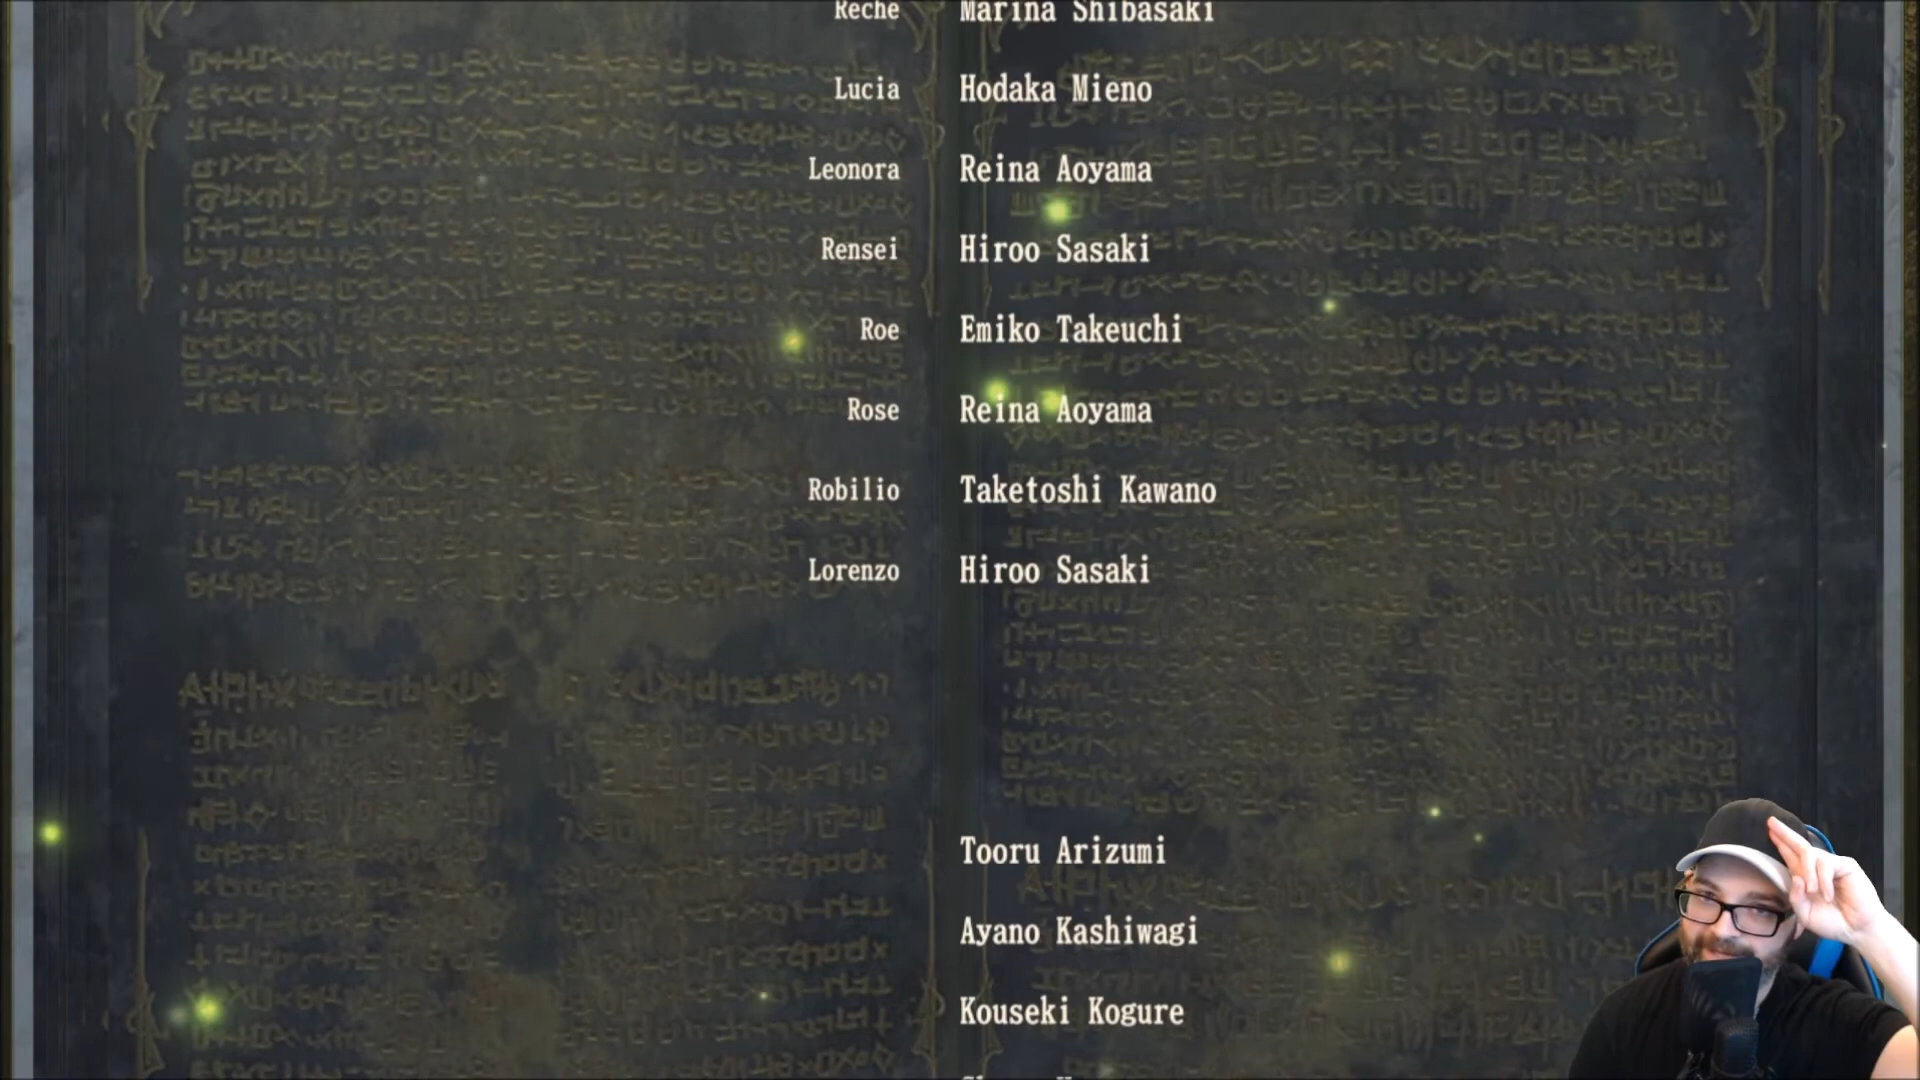 Reche Marina Shibasaki
Lucia Hodaka Mieno
Leonora Reina Aoyama
Rensei Hiroo Sasaki
Roe Emiko Takeuchi
Rose Reina Aoyama
Robilio Taketoshi Kawano
Lorenzo Hiroo Sasaki
Tooru Arizumi
Ayano Kashiwagi
Kouseki Kogure